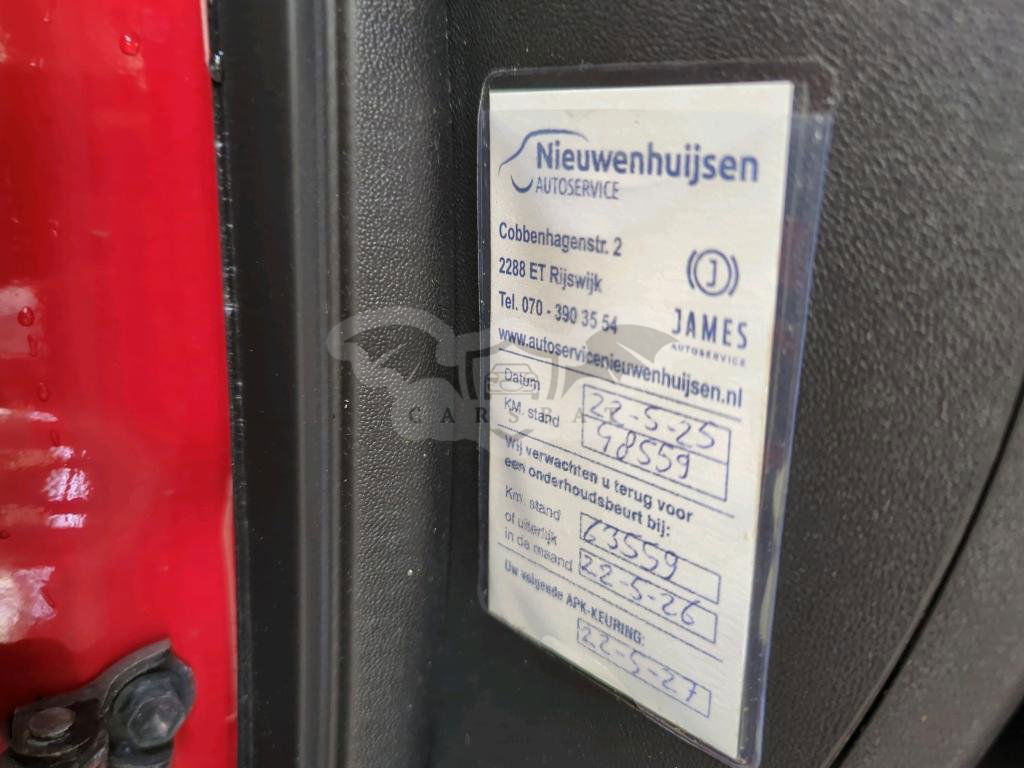 Nieuwenhuijsen
AUTOSERVICE
Cobbenhagenstr. 2
2288 ET Rijswijk
Tel. 070 - 390 35 54
www.autoservicenieuwenhuijsen.nl
J
JAMES
AUTOSERVICE
Datum 22-5-25
KM. stand 48559
Wij verwachten u terug voor
een onderhoudsbeurt bij:
Km. stand 63559
of uiterlijk
in de maand 22-5-26
Uw volgende APK-KEURING:
22-5-27